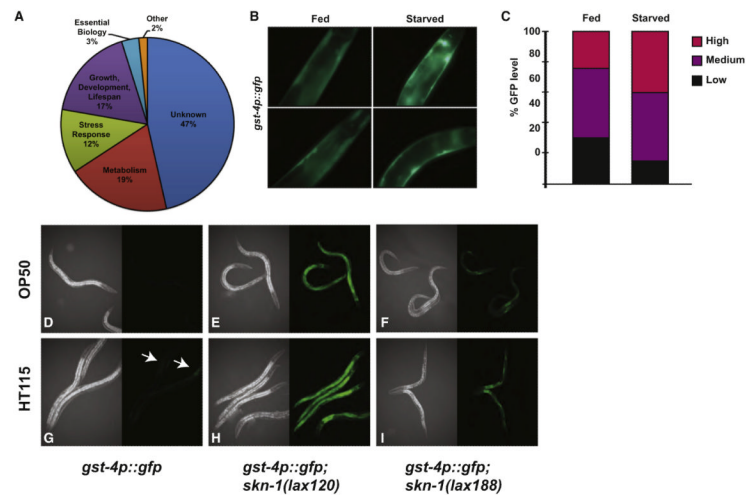 A
Essential
Biology
3%
Other
2%
Growth,
Development,
Lifespan
17%
Unknown
47%
Stress
Response
12%
Metabolism
19%
B
Fed
Starved
gst-4p::gfp
C
Fed
Starved
% GFP level
100
80
60
40
20
0
High
Medium
Low
OP50
D
E
F
HT115
G
H
I
gst-4p::gfp
gst-4p::gfp;
skn-1(lax120)
gst-4p::gfp;
skn-1(lax188)